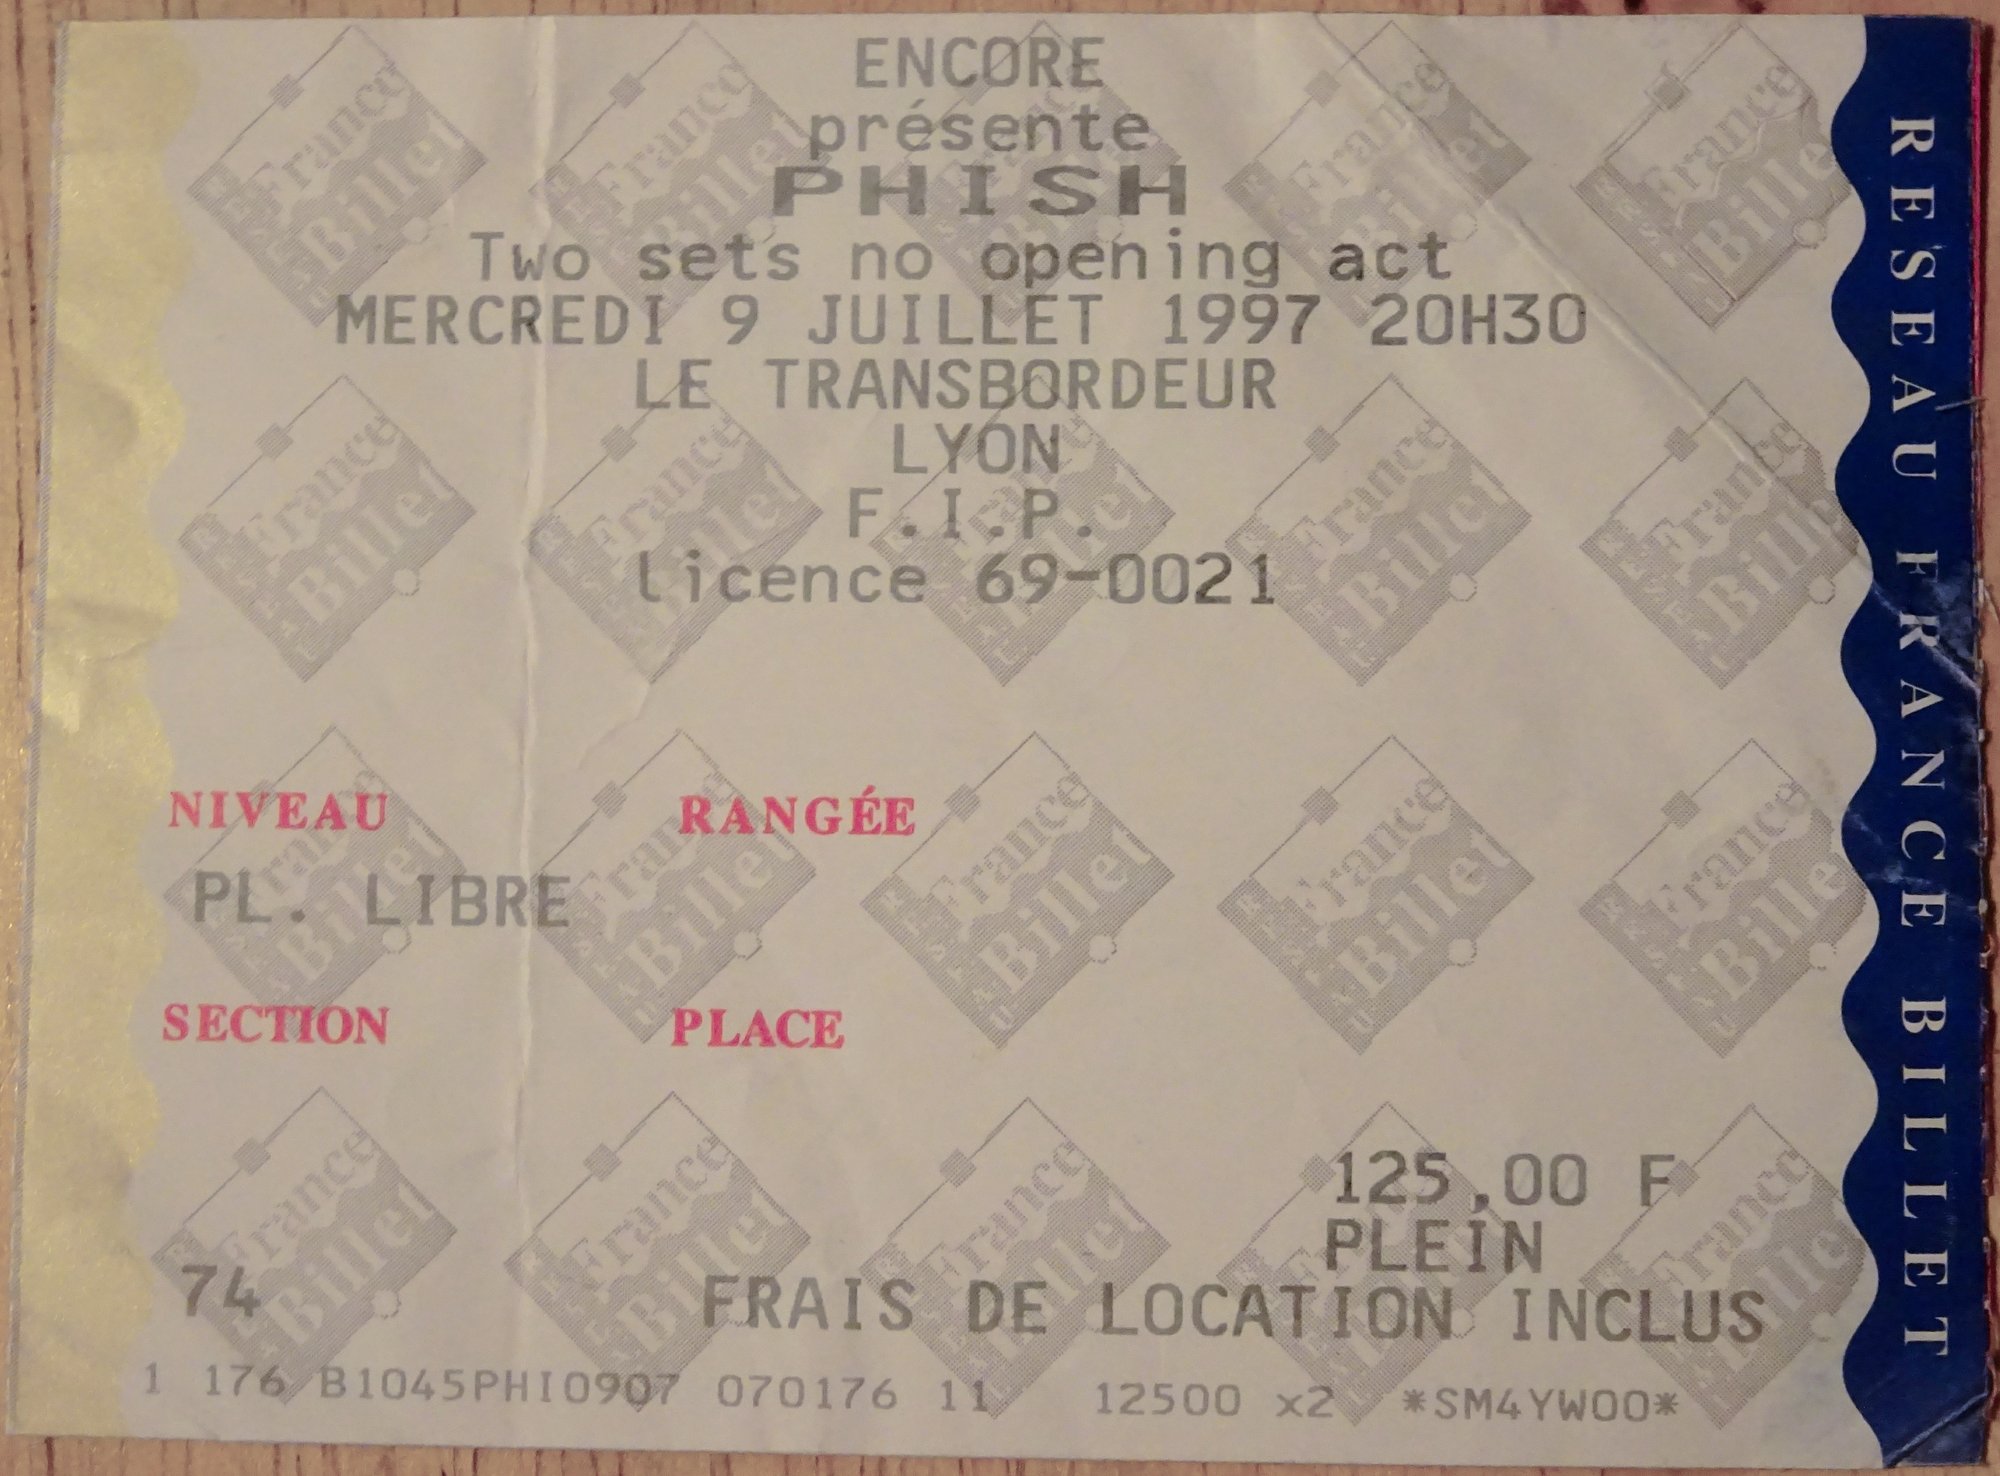 ENCORE
présente
PHISH
Two sets no opening act
MERCREDI 9 JUILLET 1997 20H30
LE TRANSBORDEUR
LYON
F.I.P.
licence 69-0021
NIVEAU RANGÉE
PL. LIBRE
SECTION PLACE
125,00 F
PLEIN
74 FRAIS DE LOCATION INCLUS
1 176 B1045PHI0907 070176 11 12500 x2 *SM4YW00*
RESEAU FRANCE BILLET
RESEAU France Billet